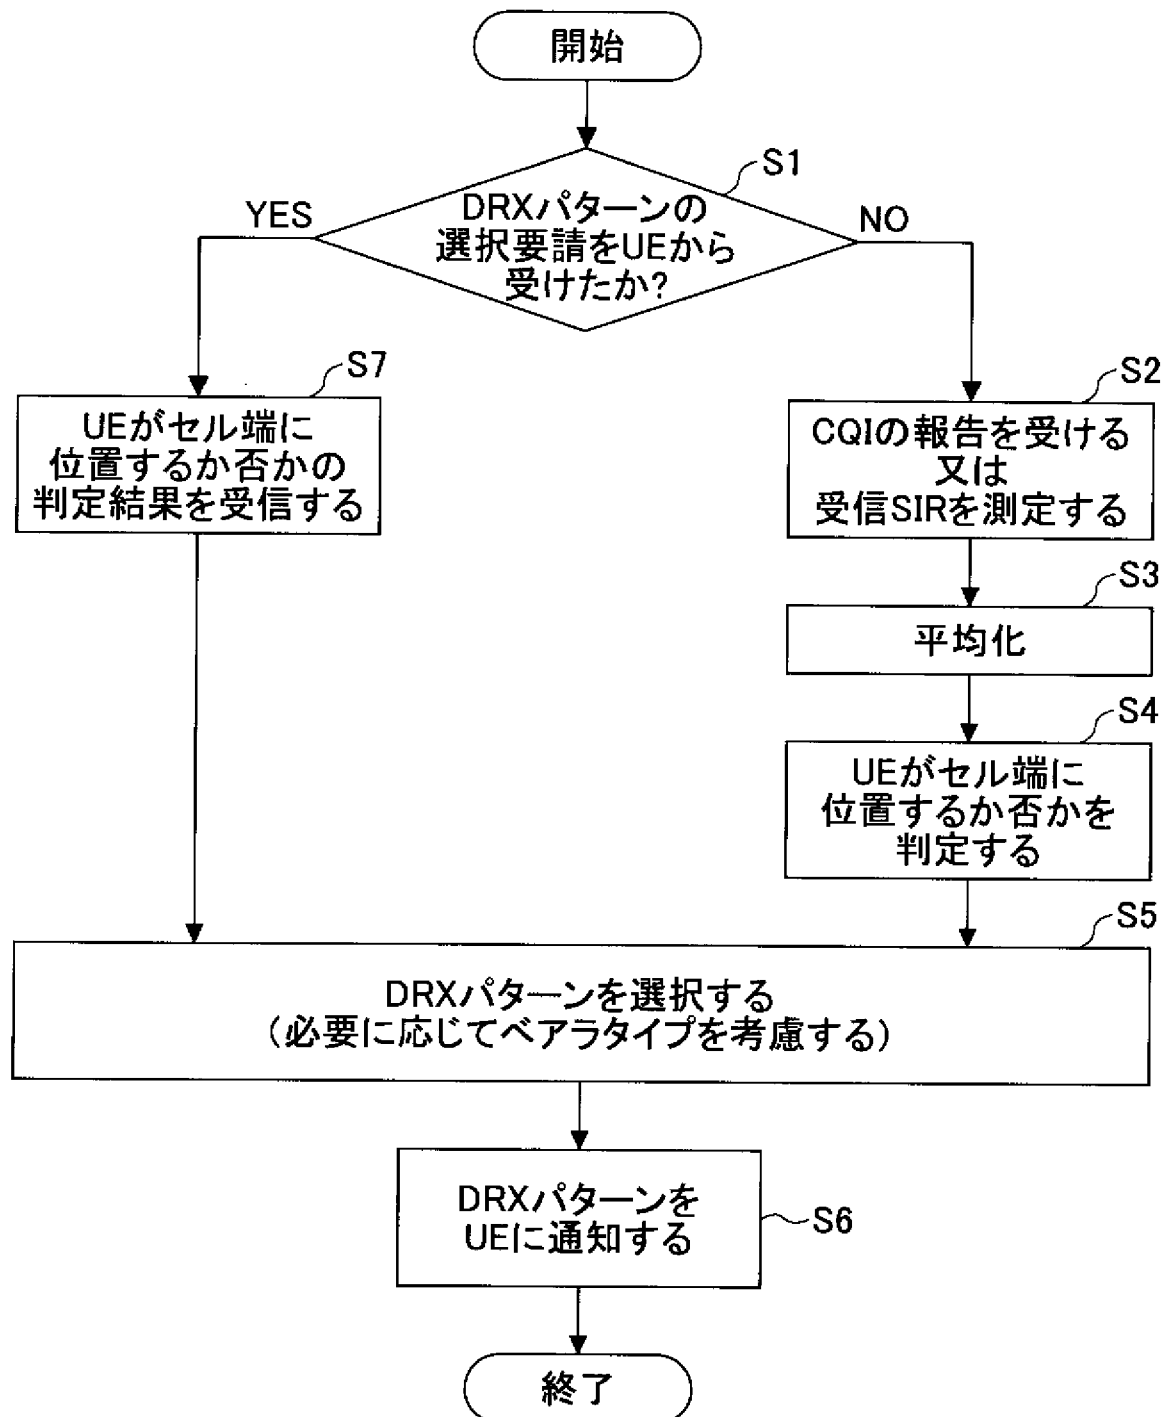 開始
S1
DRXパターンの
選択要請をUEから
受けたか?
YES
NO
S7
UEがセル端に
位置するか否かの
判定結果を受信する
S2
CQIの報告を受ける
又は
受信SIRを測定する
S3
平均化
S4
UEがセル端に
位置するか否かを
判定する
S5
DRXパターンを選択する
(必要に応じてベアラタイプを考慮する)
DRXパターンを
UEに通知する
S6
終了